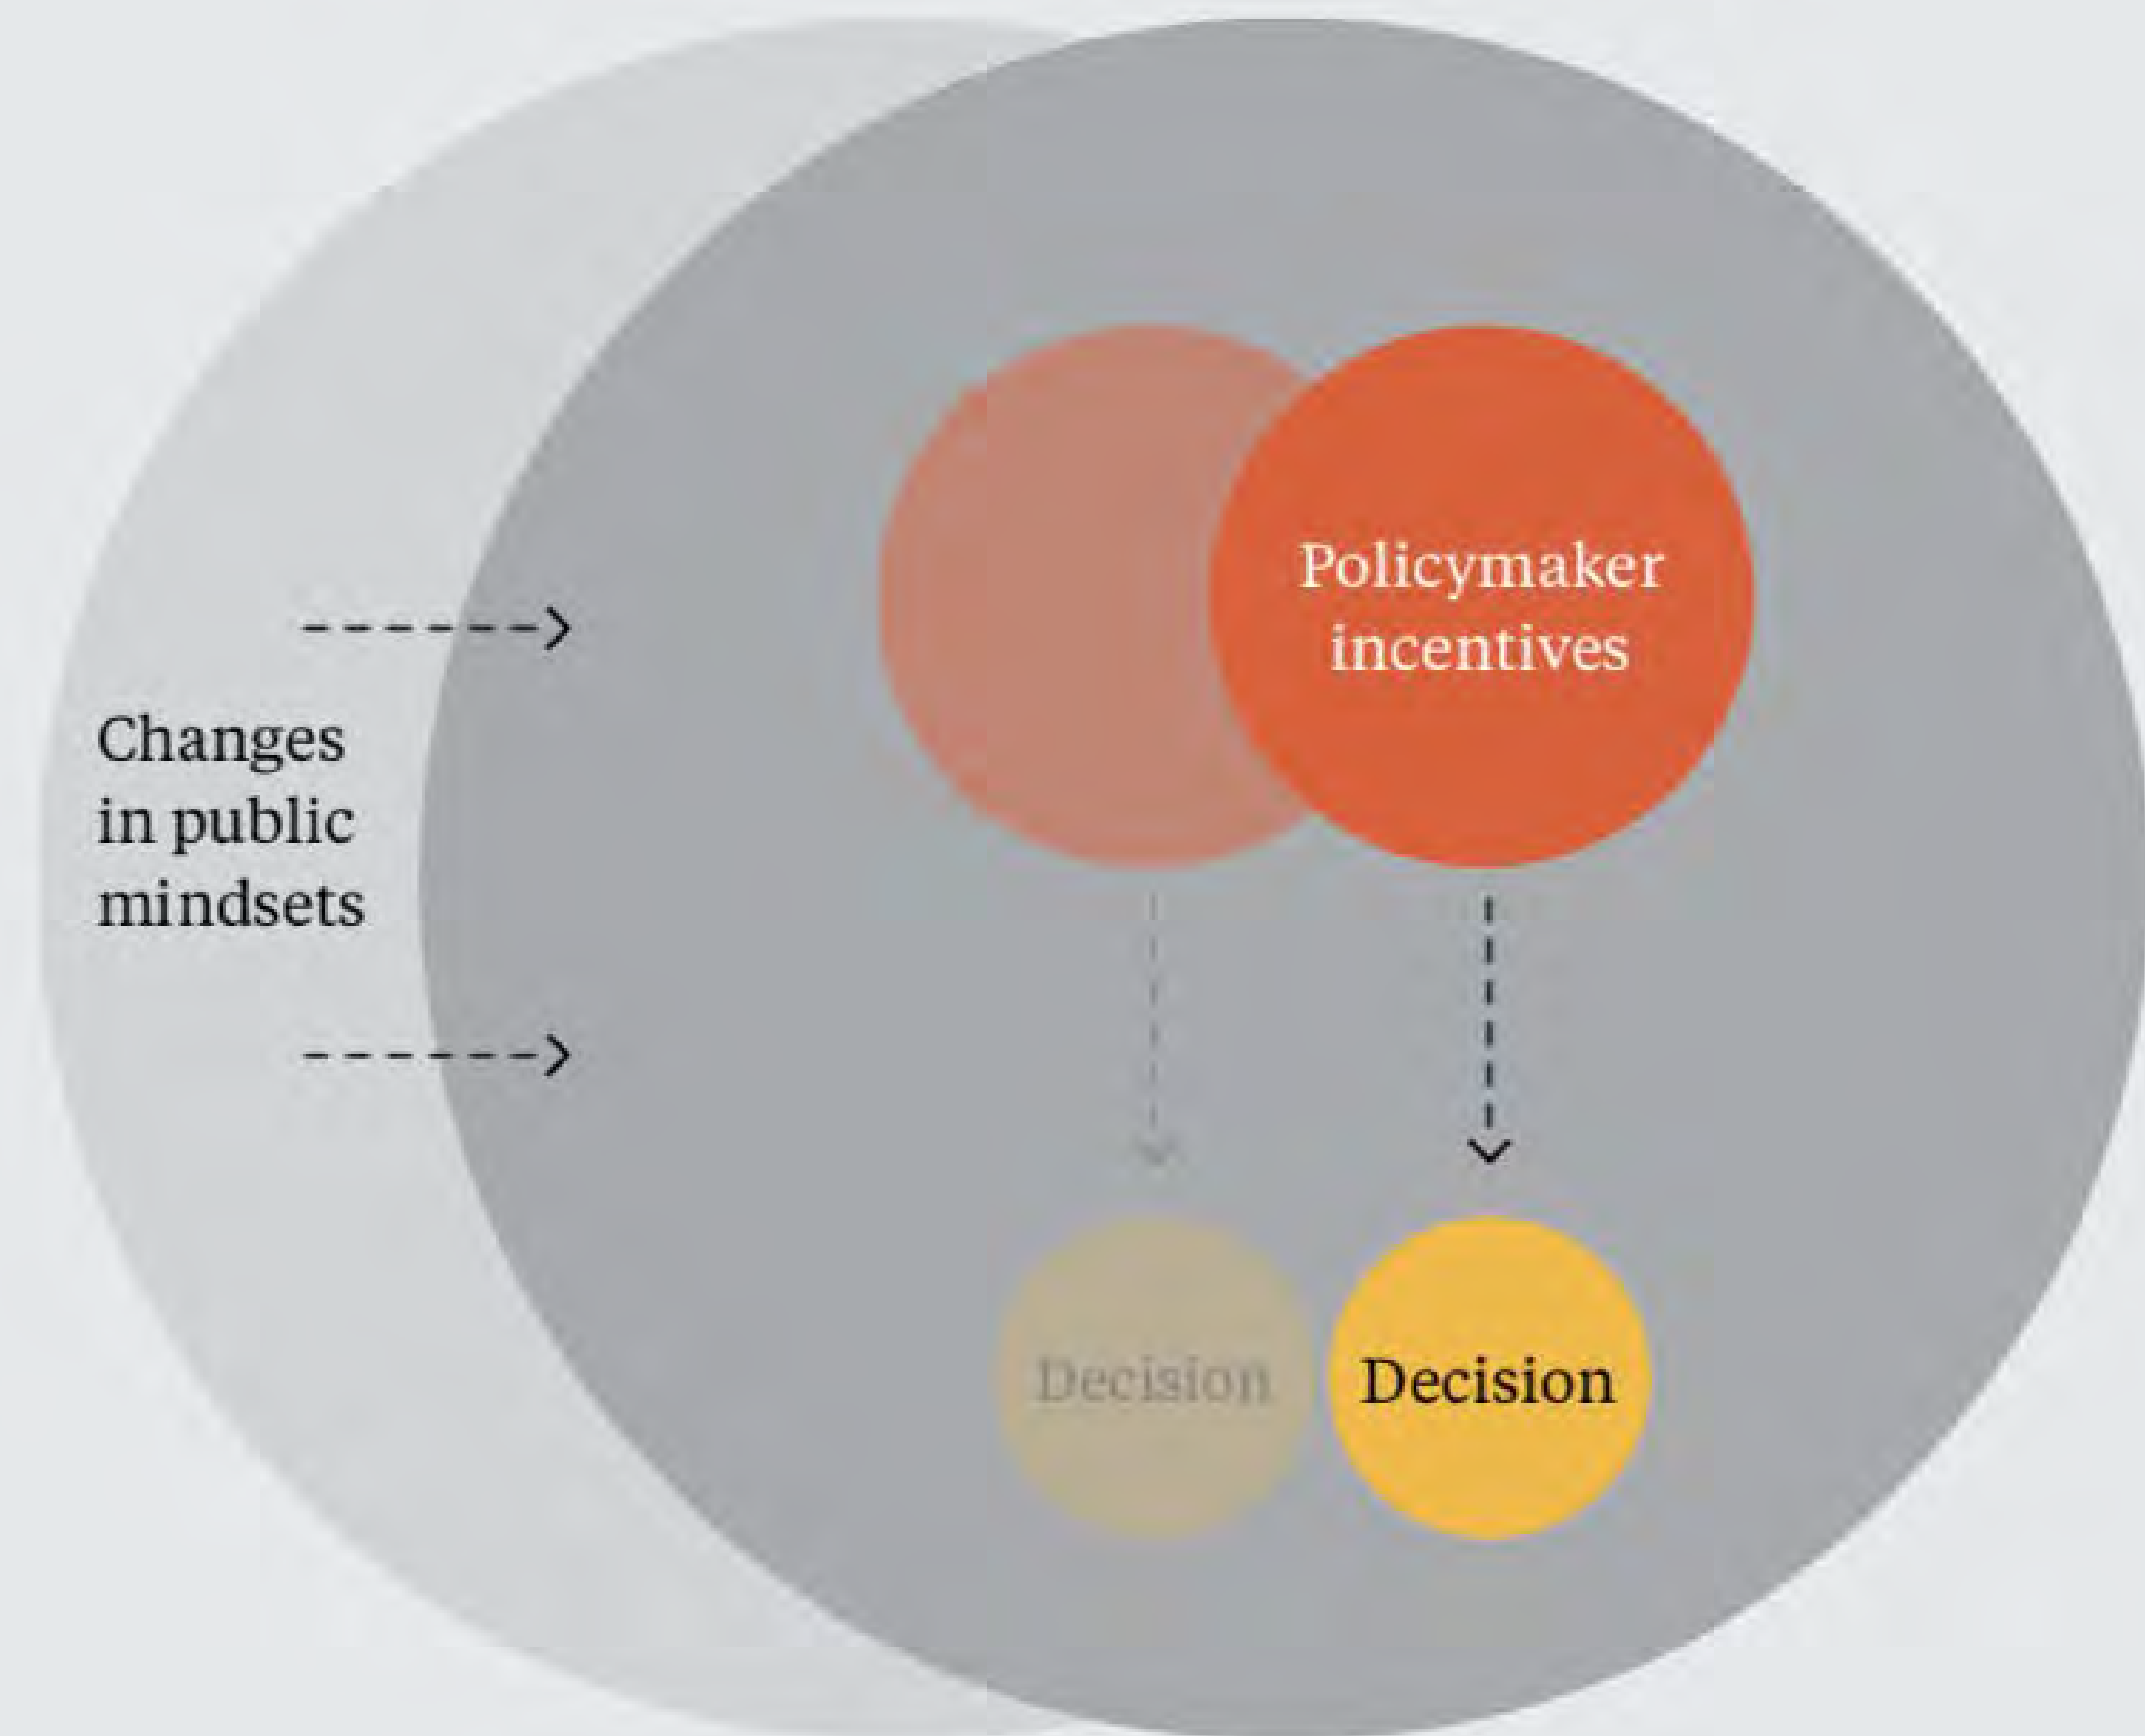 Policymaker
incentives
Changes
in public
mindsets
Decision
Decision